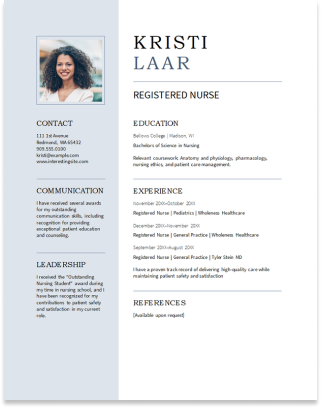 KRISTI
LAAR
REGISTERED NURSE
CONTACT
111 1st Avenue
Redmond, WA 65432
909.555.0100
kristi@example.com
www.interestingsite.com
COMMUNICATION
I have received several awards
for my outstanding
communication skills, including
recognition for providing
exceptional patient education
and counseling.
LEADERSHIP
I received the "Outstanding
Nursing Student" award during
my time in nursing school, and I
have been recognized for my
contributions to patient safety
and satisfaction in my current
role.
EDUCATION
Bellows College | Madison, WI
Bachelors of Science in Nursing
Relevant coursework: Anatomy and physiology, pharmacology,
nursing ethics, and patient care management.
EXPERIENCE
November 20XX–October 20XX
Registered Nurse | Pediatrics | Wholeness Healthcare
December 20XX–November 20XX
Registered Nurse | General Practice | Wholeness Healthcare
September 20XX–August 20XX
Registered Nurse | General Practice | Tyler Stein MD
I have a proven track record of delivering high-quality care while
maintaining patient safety and satisfaction
REFERENCES
[Available upon request]